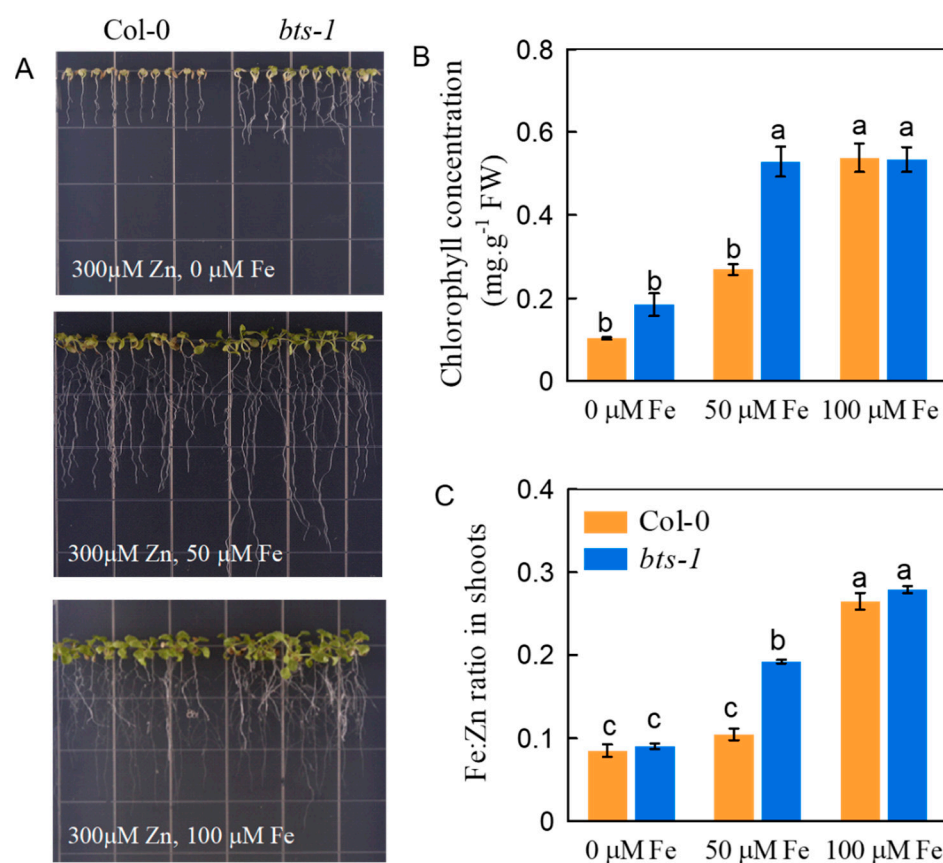 Col-0 bts-1
A
300μM Zn, 0 μM Fe
300μM Zn, 50 μM Fe
300μM Zn, 100 μM Fe
B
Chlorophyll concentration
(mg.g⁻¹ FW)
0.8
0.6
0.4
0.2
0
b b b a a a
0 μM Fe 50 μM Fe 100 μM Fe
C
Fe:Zn ratio in shoots
0.4
0.3
0.2
0.1
0
Col-0
bts-1
c c c b a a
0 μM Fe 50 μM Fe 100 μM Fe